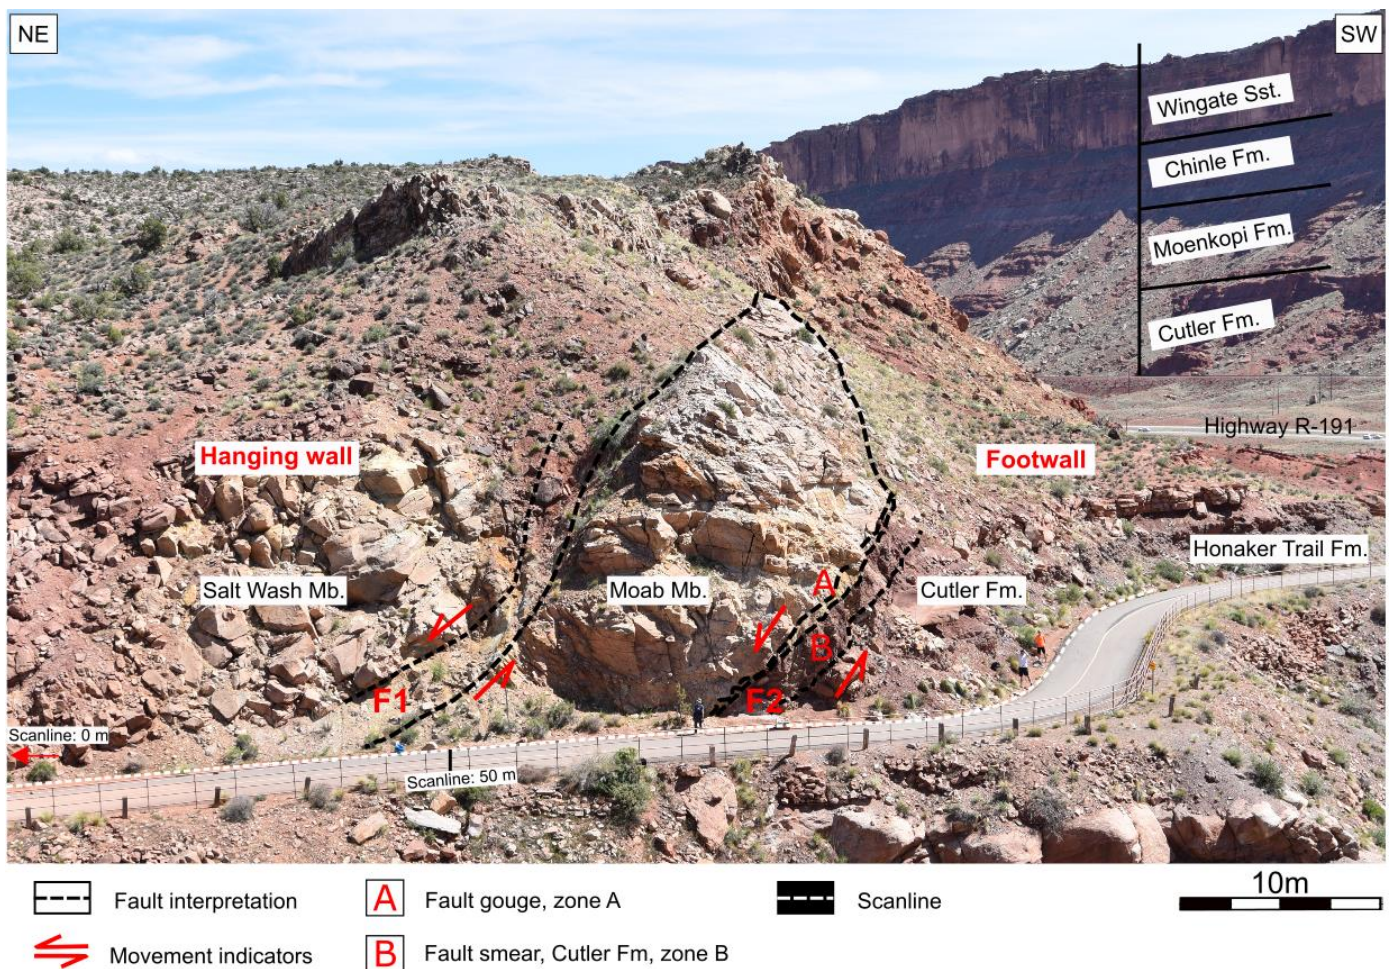 NE
SW
Wingate Sst.
Chinle Fm.
Moenkopi Fm.
Cutler Fm.
Highway R-191
Hanging wall
Footwall
Honaker Trail Fm.
Salt Wash Mb.
Moab Mb.
A
Cutler Fm.
B
F1
F2
Scanline: 0 m
Scanline: 50 m
Fault interpretation
A
Fault gouge, zone A
Scanline
10m
Movement indicators
B
Fault smear, Cutler Fm, zone B